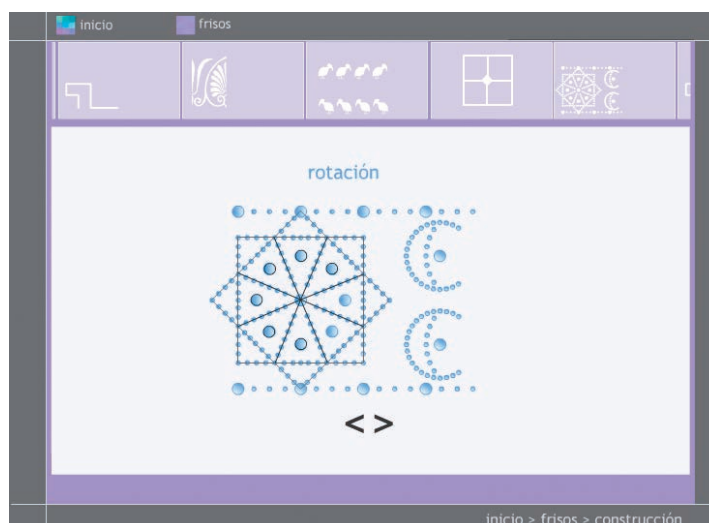 inicio frisos
rotación
< >
inicio > frisos > construcción